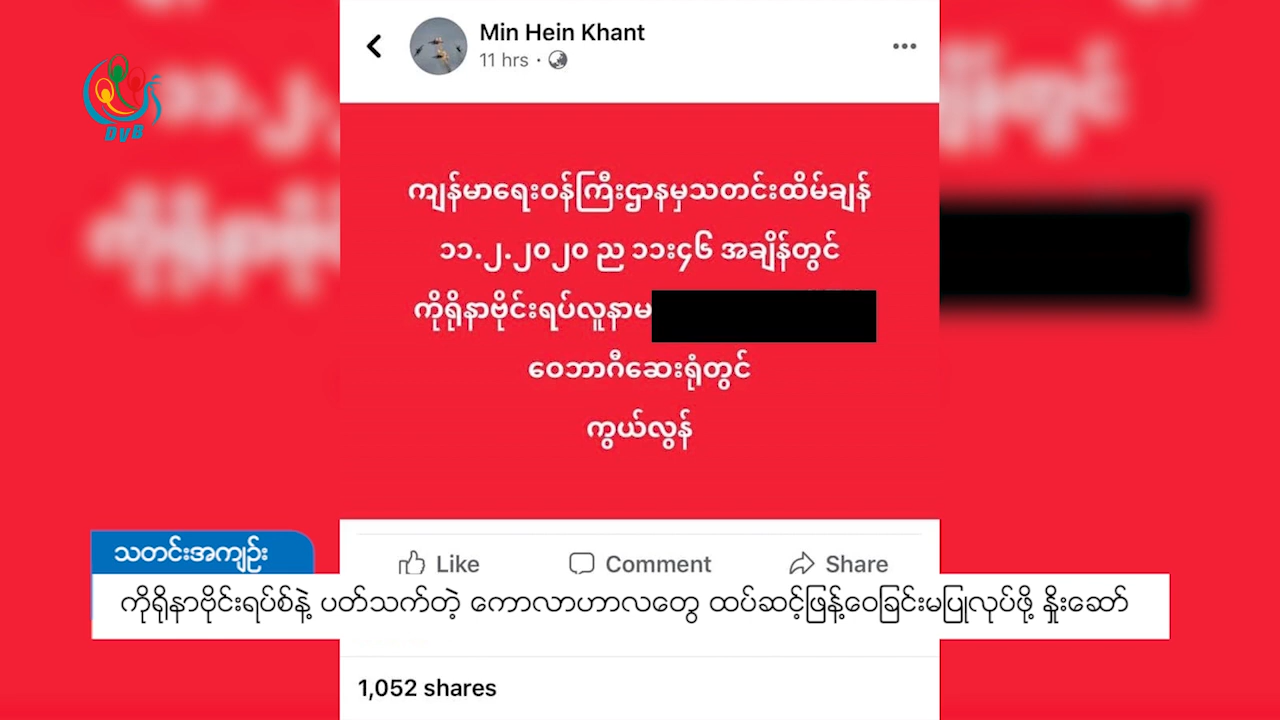 Min Hein Khant
11 hrs ·
DVB
ကျန်မာရေးဝန်ကြီးဌာနမှသတင်းထိမ်ချန်
၁၁.၂.၂၀၂၀ ည ၁၁း၄၆ အချိန်တွင်
ကိုရိုနာဗိုင်းရပ်လူနာမ
ဝေဘာဂီဆေးရုံတွင်
ကွယ်လွန်
Like Comment Share
သတင်းအကျဉ်း
ကိုရိုနာဗိုင်းရပ်စ်နဲ့ ပတ်သက်တဲ့ ကောလာဟာလတွေ ထပ်ဆင့်ဖြန့်ဝေခြင်းမပြုလုပ်ဖို့ နှိုးဆော်
1,052 shares